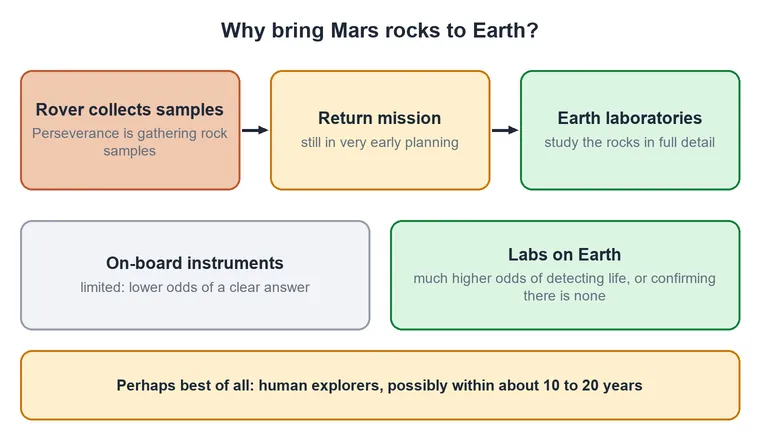 Why bring Mars rocks to Earth?
Rover collects samples
Perseverance is gathering rock
samples
Return mission
still in very early planning
Earth laboratories
study the rocks in full detail
On-board instruments
limited: lower odds of a clear answer
Labs on Earth
much higher odds of detecting life, or confirming
there is none
Perhaps best of all: human explorers, possibly within about 10 to 20 years